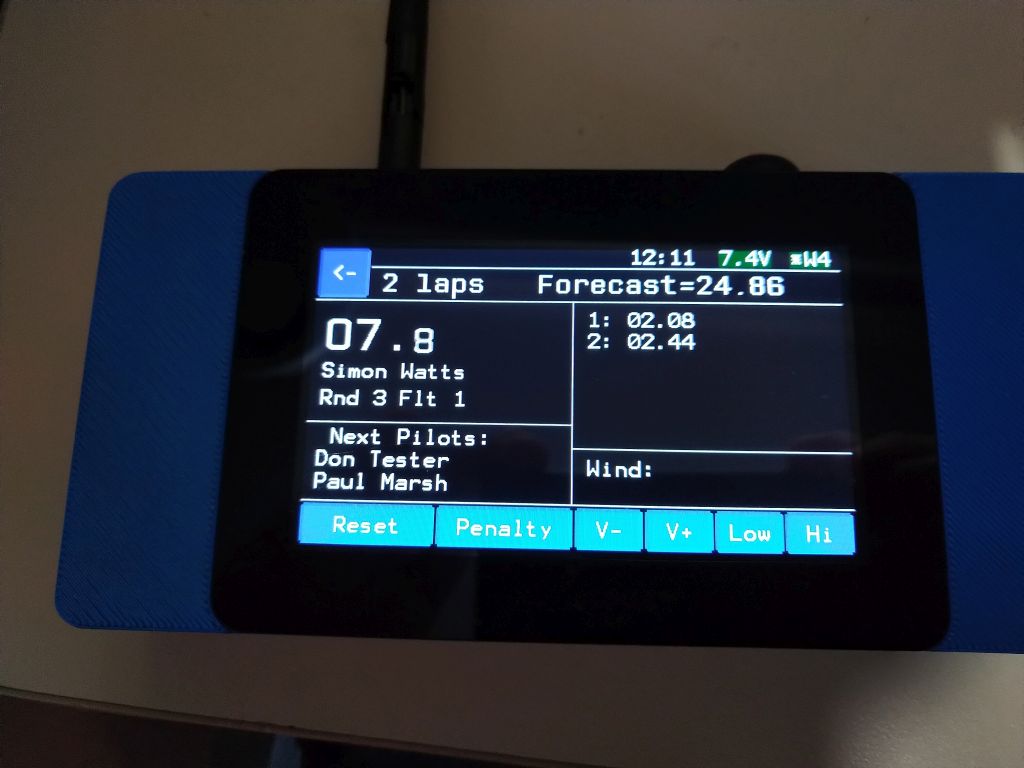 <-
12:11 7.4V W4
2 laps Forecast=24.86
07.8
Simon Watts
Rnd 3 Flt 1
Next Pilots:
Don Tester
Paul Marsh
1: 02.08
2: 02.44
Wind:
Reset Penalty V- V+ Low Hi